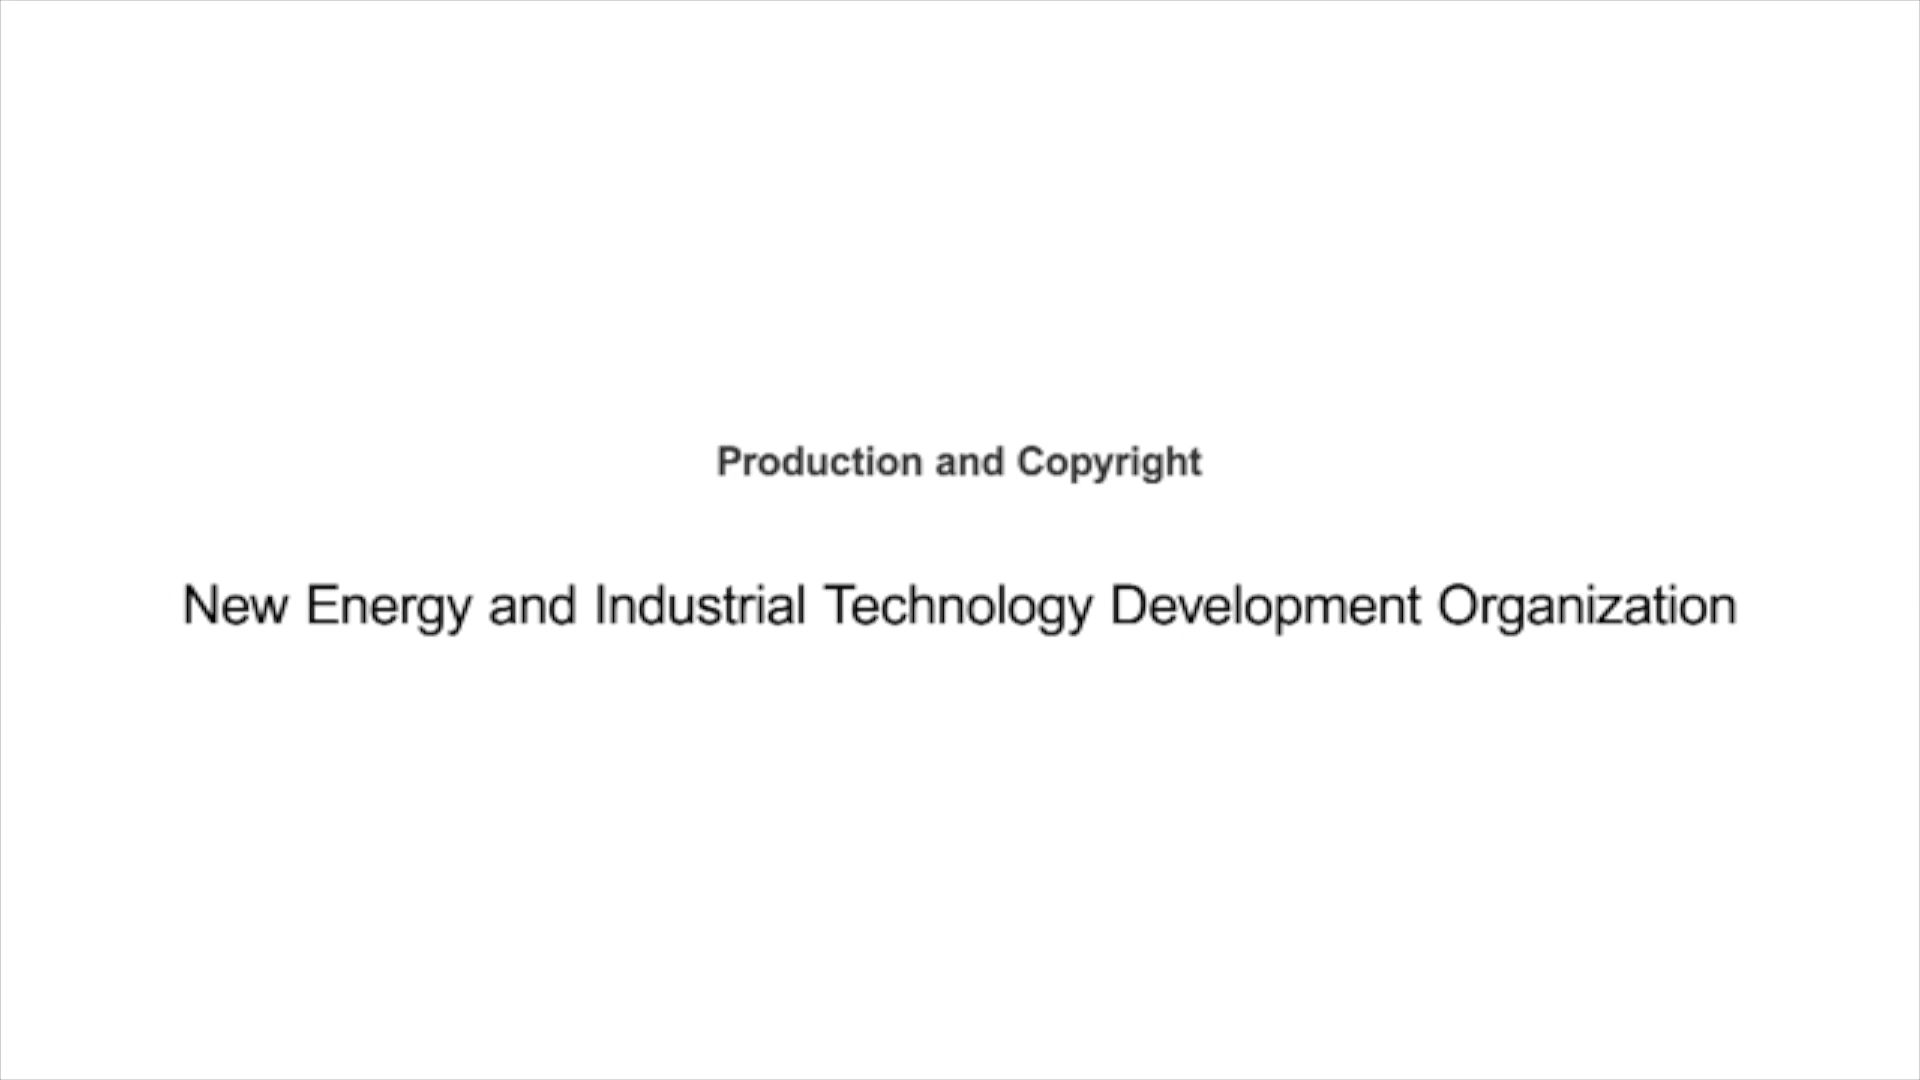 Production and Copyright
New Energy and Industrial Technology Development Organization